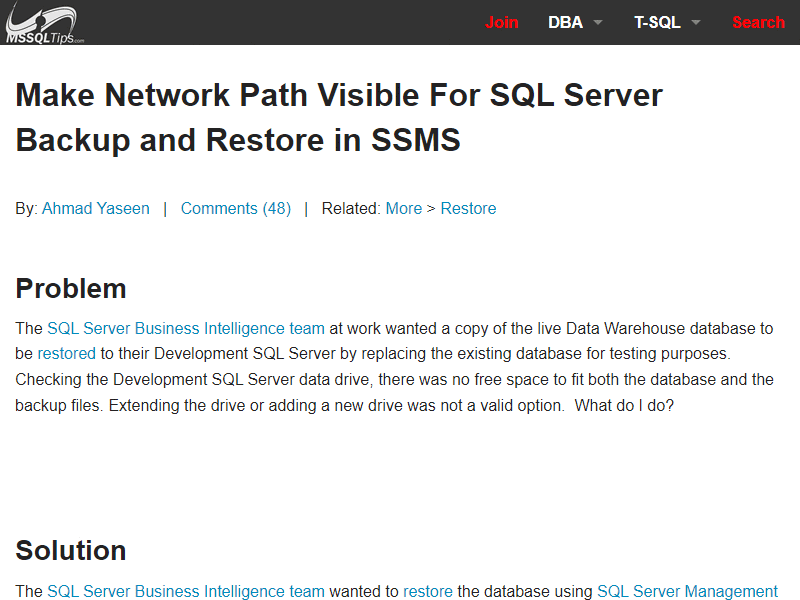 MSSQLTips.com
Join DBA T-SQL Search
Make Network Path Visible For SQL Server
Backup and Restore in SSMS
By: Ahmad Yaseen | Comments (48) | Related: More > Restore
Problem
The SQL Server Business Intelligence team at work wanted a copy of the live Data Warehouse database to
be restored to their Development SQL Server by replacing the existing database for testing purposes.
Checking the Development SQL Server data drive, there was no free space to fit both the database and the
backup files. Extending the drive or adding a new drive was not a valid option.  What do I do?
Solution
The SQL Server Business Intelligence team wanted to restore the database using SQL Server Management